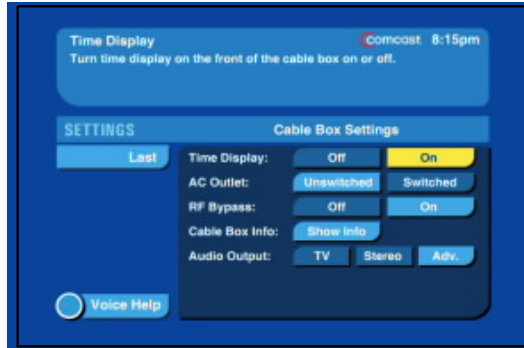 Time Display
comcast 8:15pm
Turn time display on the front of the cable box on or off.
SETTINGS
Cable Box Settings
Last
Time Display: Off On
AC Outlet: Unswitched Switched
RF Bypass: Off On
Cable Box Info: Show Info
Audio Output: TV Stereo Adv.
Voice Help